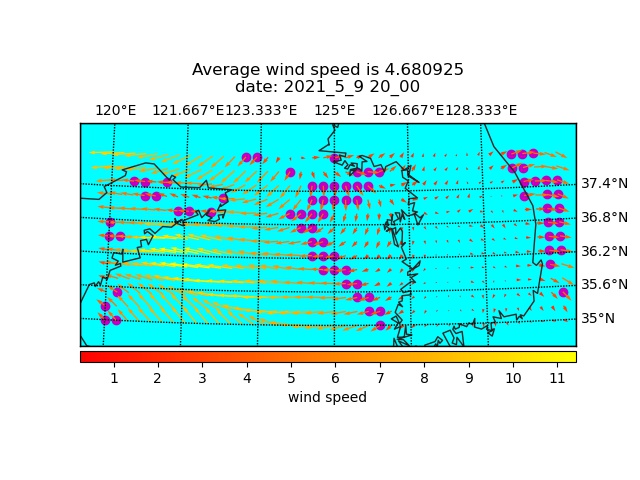 Average wind speed is 4.680925
date: 2021_5_9 20_00
120°E 121.667°E 123.333°E 125°E 126.667°E 128.333°E
37.4°N
36.8°N
36.2°N
35.6°N
35°N
1 2 3 4 5 6 7 8 9 10 11
wind speed